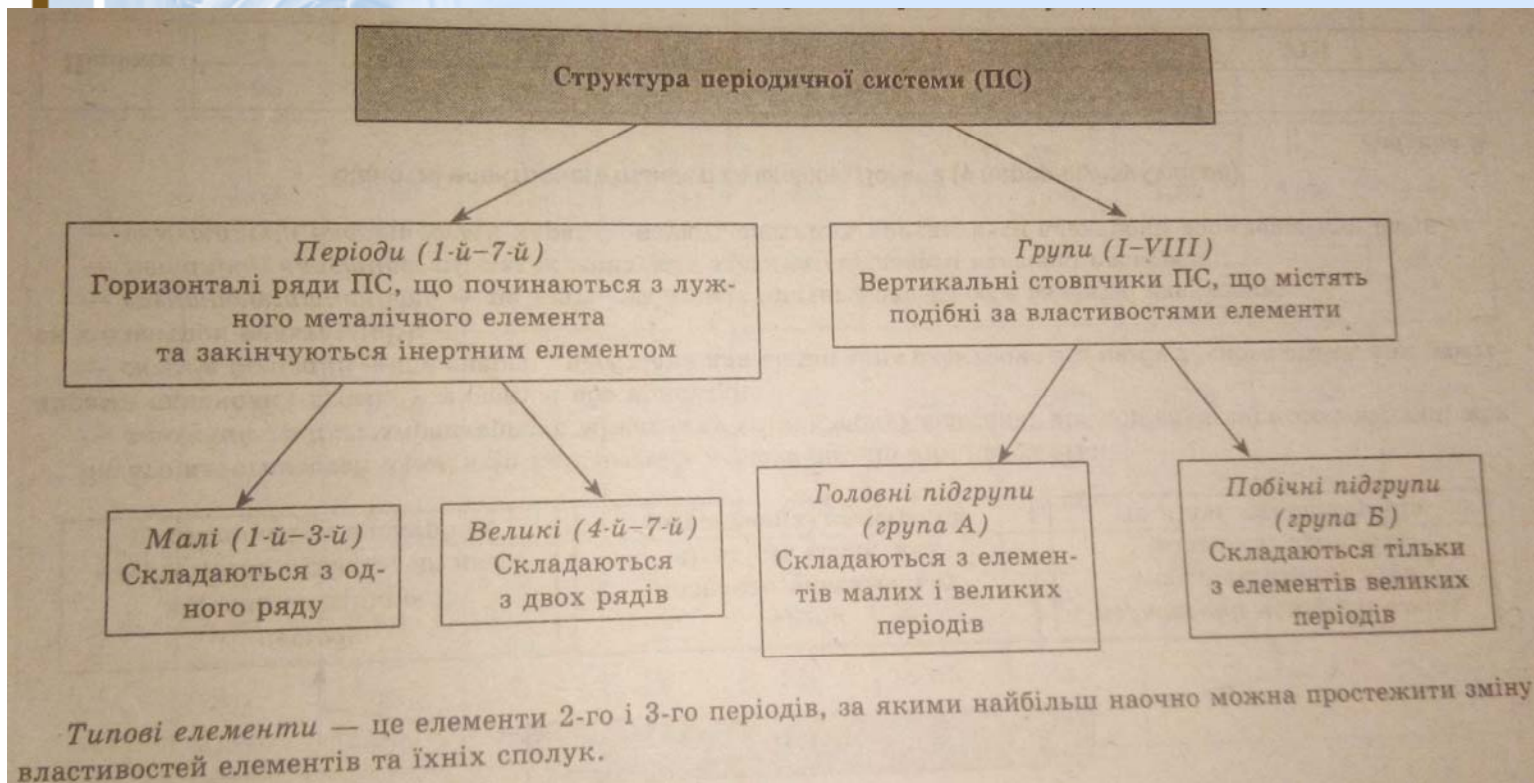 Структура періодичної системи (ПС)
Періоди (1-й–7-й)
Горизонталі ряди ПС, що починаються з луж-
ного металічного елемента
та закінчуються інертним елементом
Групи (I–VIII)
Вертикальні стовпчики ПС, що містять
подібні за властивостями елементи
Малі (1-й–3-й)
Складаються з од-
ного ряду
Великі (4-й–7-й)
Складаються
з двох рядів
Головні підгрупи
(група А)
Складаються з елемен-
тів малих і великих
періодів
Побічні підгрупи
(група Б)
Складаються тільки
з елементів великих
періодів
Типові елементи — це елементи 2-го і 3-го періодів, за якими найбільш наочно можна простежити зміну
властивостей елементів та їхніх сполук.